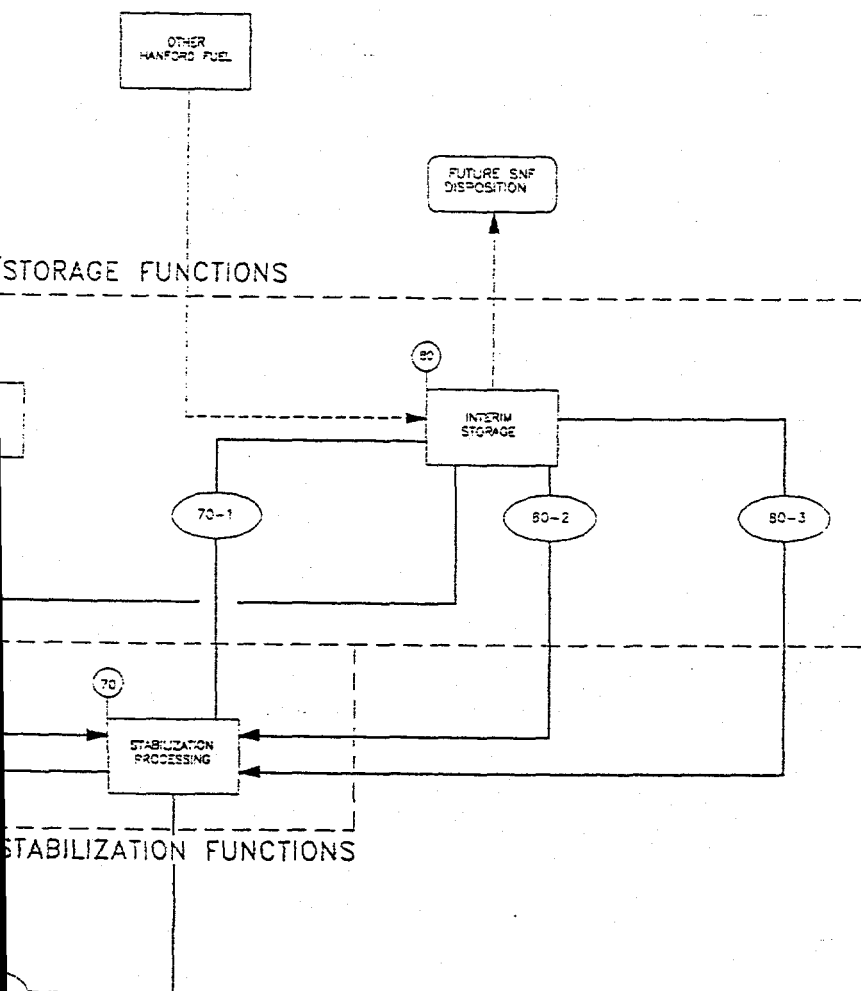 OTHER
HANFORD FUEL
FUTURE SNF
DISPOSITION
STORAGE FUNCTIONS
80
INTERIM
STORAGE
70-1
80-2
80-3
70
STABILIZATION
PROCESSING
STABILIZATION FUNCTIONS